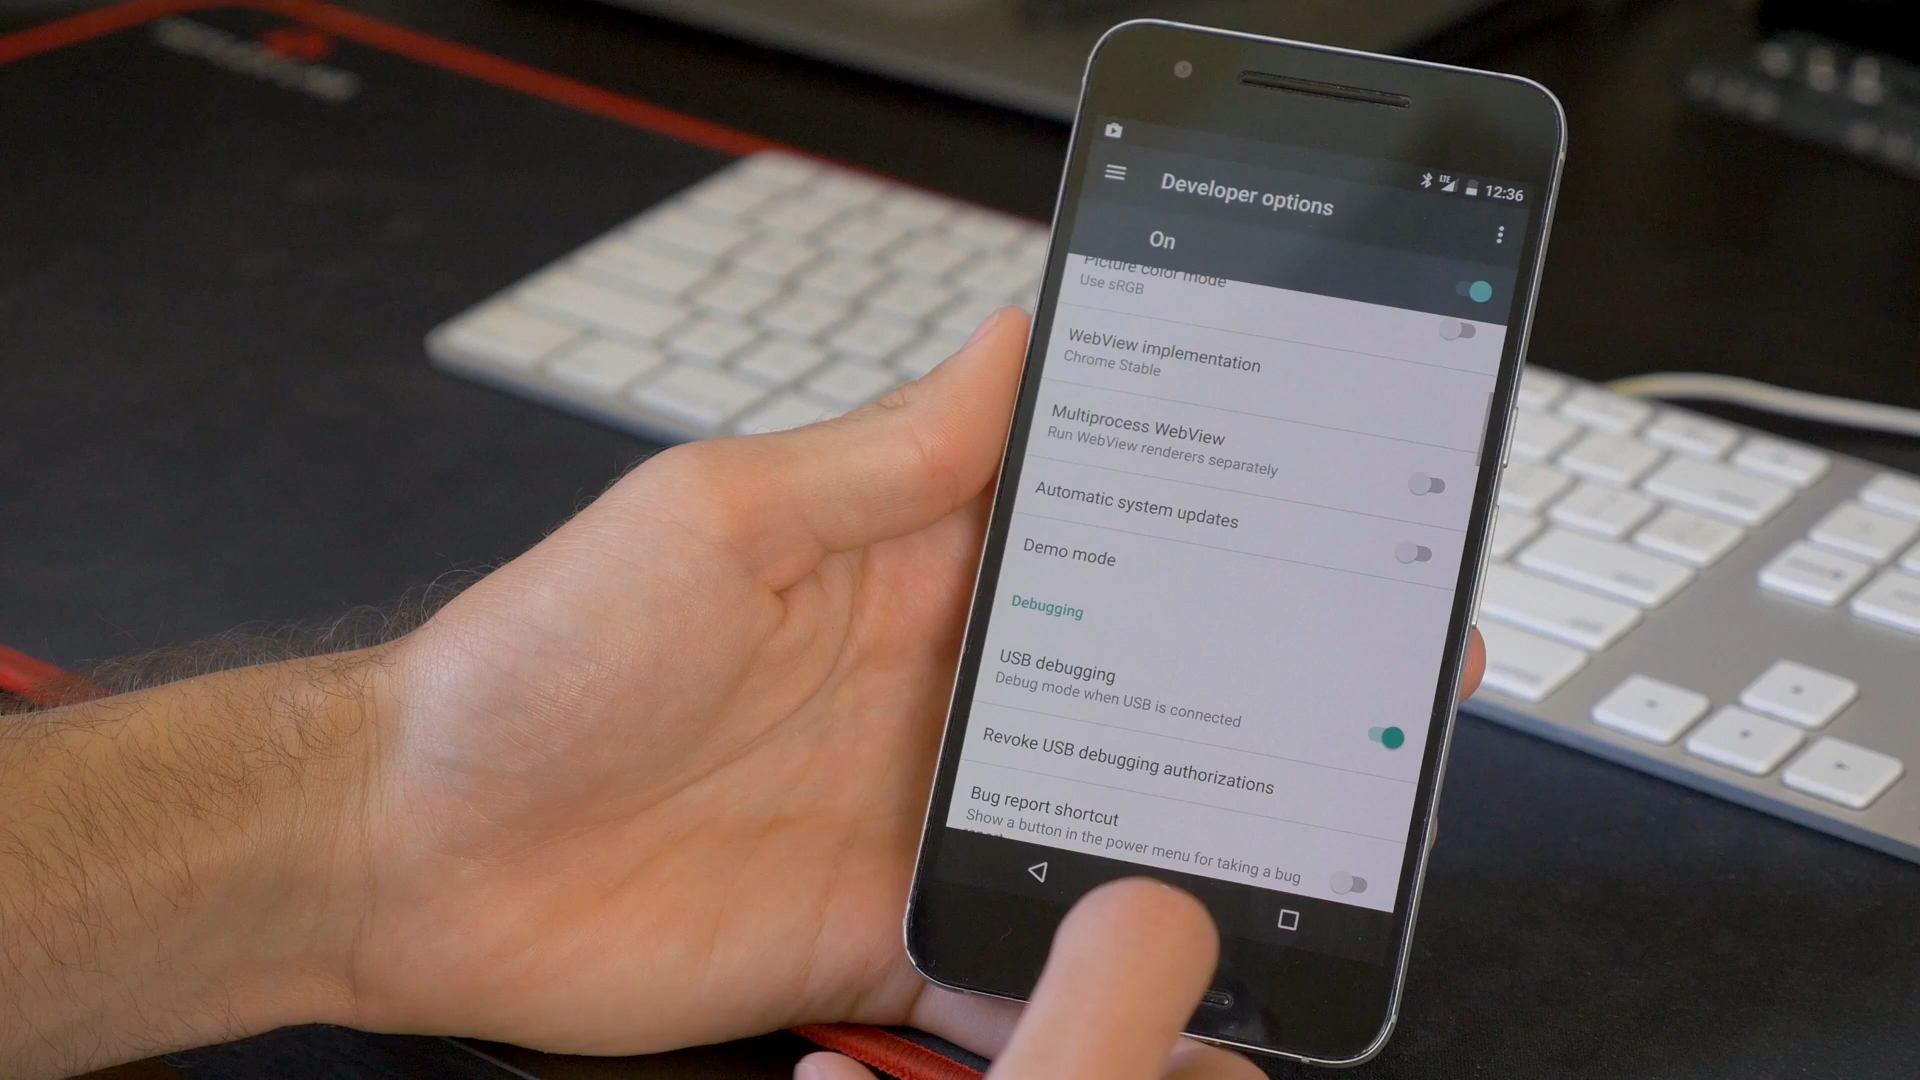 LTE 12:36
Developer options
On
Picture color mode
Use sRGB
WebView implementation
Chrome Stable
Multiprocess WebView
Run WebView renderers separately
Automatic system updates
Demo mode
Debugging
USB debugging
Debug mode when USB is connected
Revoke USB debugging authorizations
Bug report shortcut
Show a button in the power menu for taking a bug